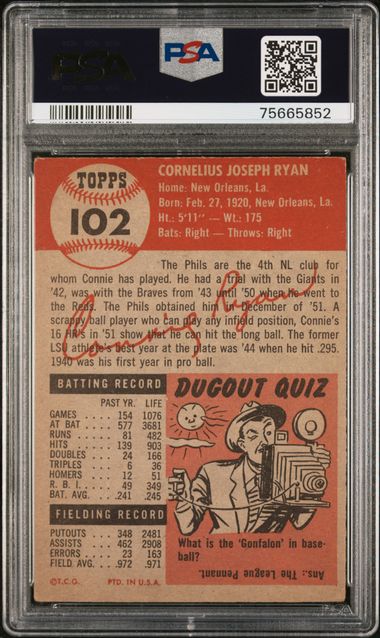 PSA
PSA
75665852
TOPPS
102
CORNELIUS JOSEPH RYAN
Home: New Orleans, La.
Born: Feb. 27, 1920, New Orleans, La.
Ht.: 5'11" — Wt.: 175
Bats: Right — Throws: Right
The Phils are the 4th NL club for
whom Connie has played. He had a trial with the Giants in
'42, was with the Braves from '43 until '50 when he went to
the Reds. The Phils obtained him in December of '51. A
scrappy ball player who can play any infield position, Connie's
16 HR's in '51 show that he can hit the long ball. The former
LSU athlete's best year at the plate was '44 when he hit .295.
1940 was his first year in pro ball.
Connie Ryan
BATTING RECORD
PAST YR. LIFE
GAMES 154 1076
AT BAT 577 3681
RUNS 81 482
HITS 139 903
DOUBLES 24 166
TRIPLES 6 36
HOMERS 12 51
R. B. I. 49 349
BAT. AVG. .241 .245
FIELDING RECORD
PUTOUTS 348 2481
ASSISTS 462 2908
ERRORS 23 163
FIELD AVG. .972 .971
©T.C.G. PTD. IN U.S.A.
DUGOUT QUIZ
What is the 'Gonfalon' in base-
ball?
Ans.: The League Pennant.